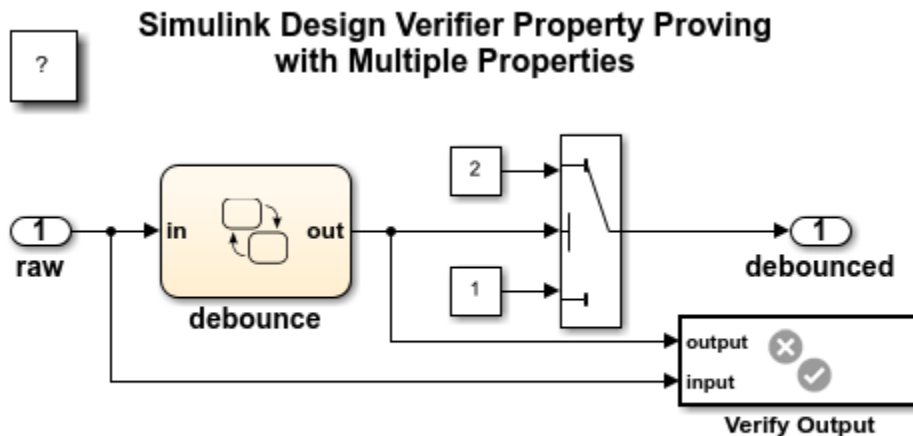 Simulink Design Verifier Property Proving
with Multiple Properties
?
2
1
in
out
1
raw
debounced
1
debounce
output
input
Verify Output